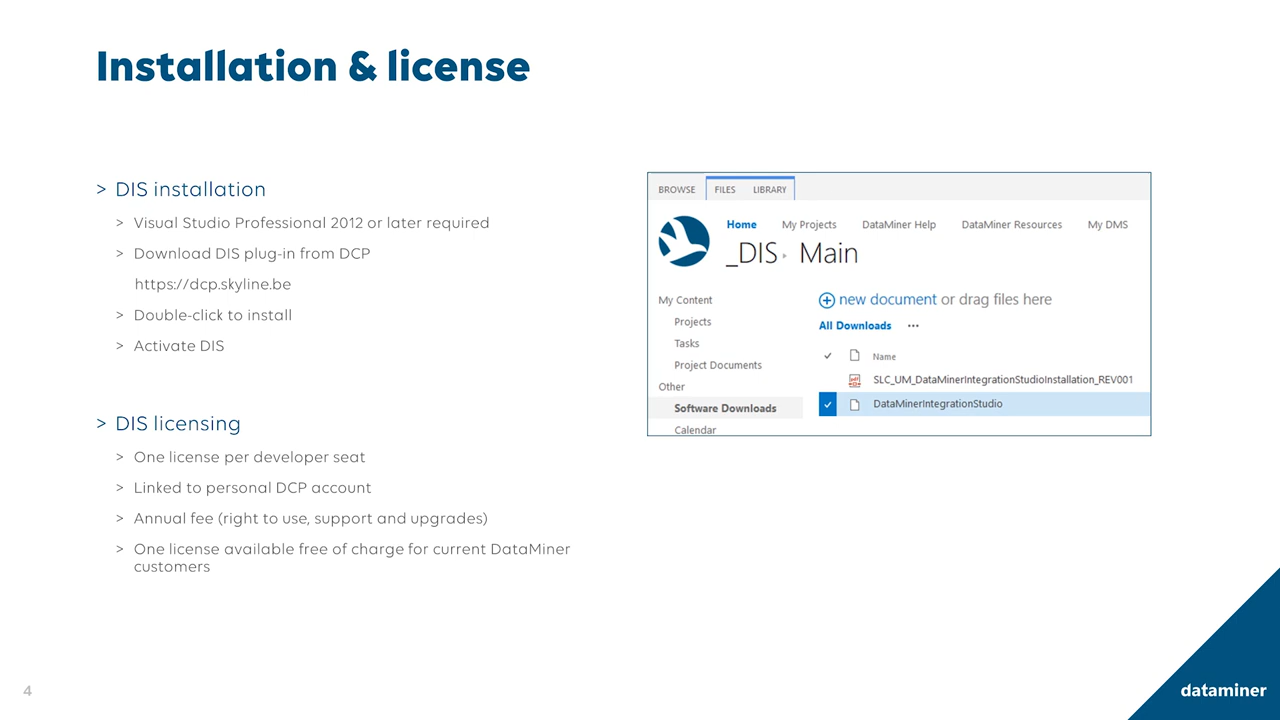 Installation & license
> DIS installation
> Visual Studio Professional 2012 or later required
> Download DIS plug-in from DCP
https://dcp.skyline.be
> Double-click to install
> Activate DIS
> DIS licensing
> One license per developer seat
> Linked to personal DCP account
> Annual fee (right to use, support and upgrades)
> One license available free of charge for current DataMiner
customers
BROWSE FILES LIBRARY
Home My Projects DataMiner Help DataMiner Resources My DMS
_DIS Main
My Content
Projects
Tasks
Project Documents
Other
Software Downloads
Calendar
new document or drag files here
All Downloads ...
Name
SLC_UM_DataMinerIntegrationStudioInstallation_REV001
DataMinerIntegrationStudio
4
dataminer